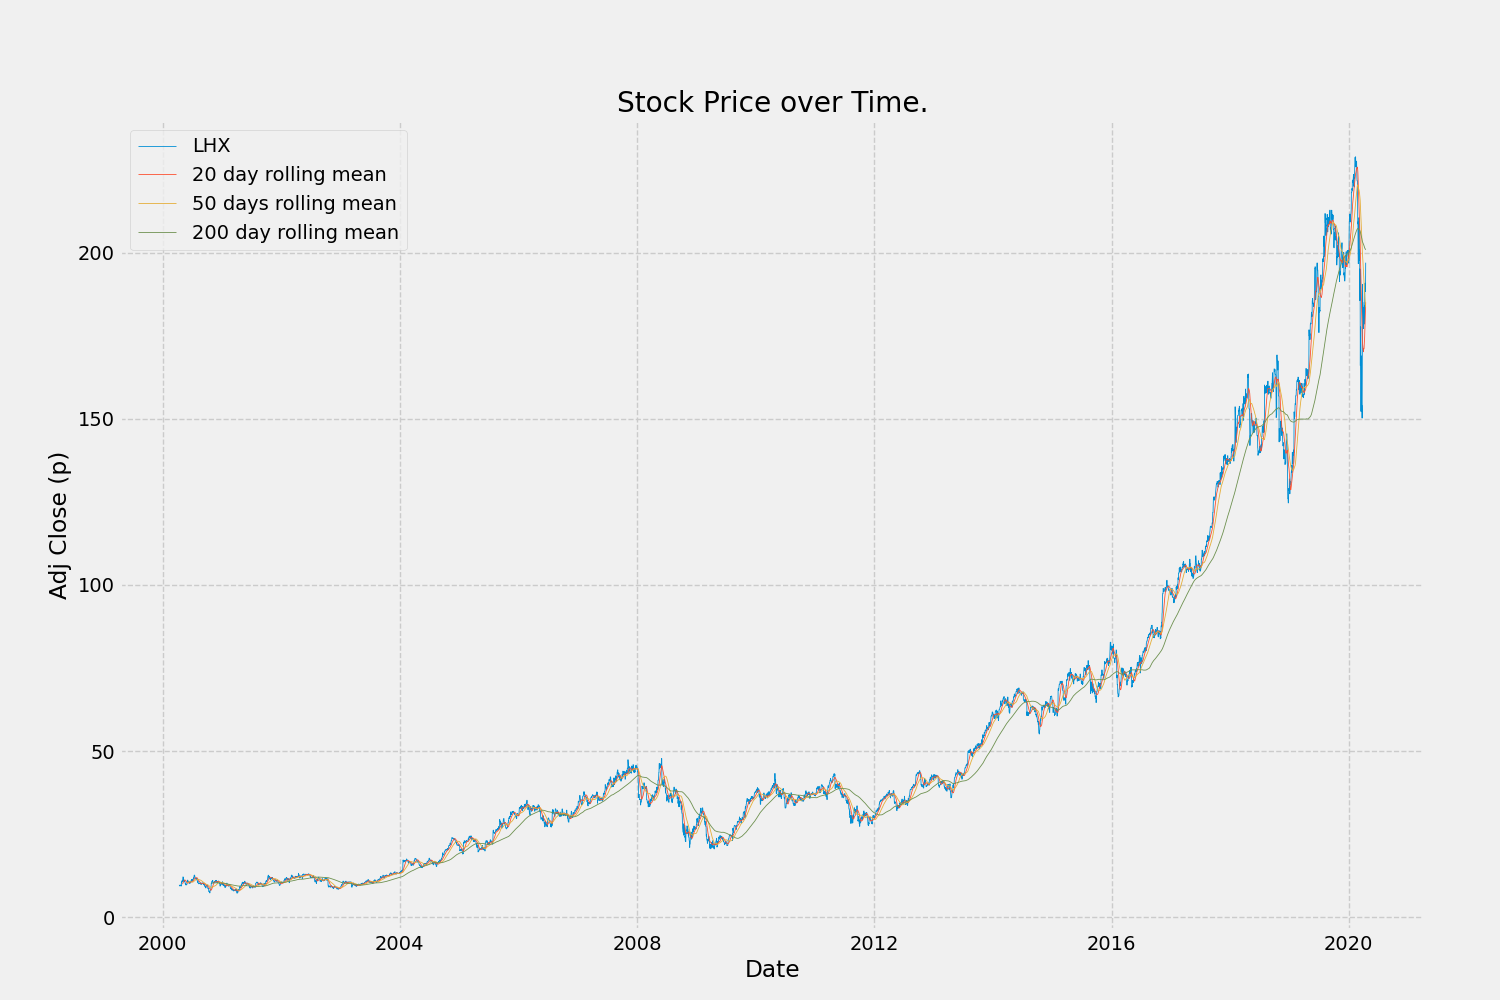 Stock Price over Time.
LHX
20 day rolling mean
50 days rolling mean
200 day rolling mean
Adj Close (p)
200
150
100
50
0
2000 2004 2008 2012 2016 2020
Date